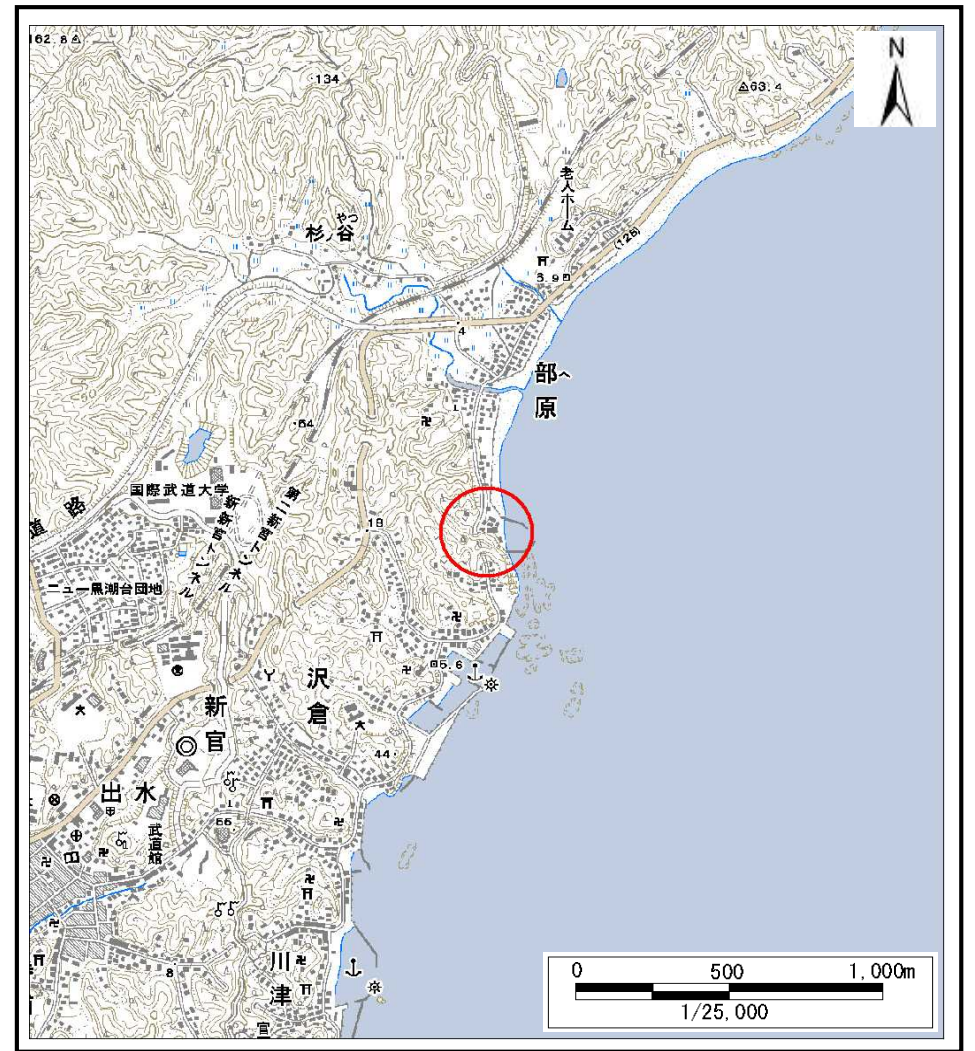 162.8
N
134
63.4
老人ホーム
やつ
杉ノ谷
(128)
5.9
4
部原
へ
64
国際武道大学
第二新官トンネル
新官トンネル
道路
18
ニュー黒潮台団地
5.6
沢倉
新官
44
出水
武道館
66
8
川津
0 500 1,000m
1/25,000